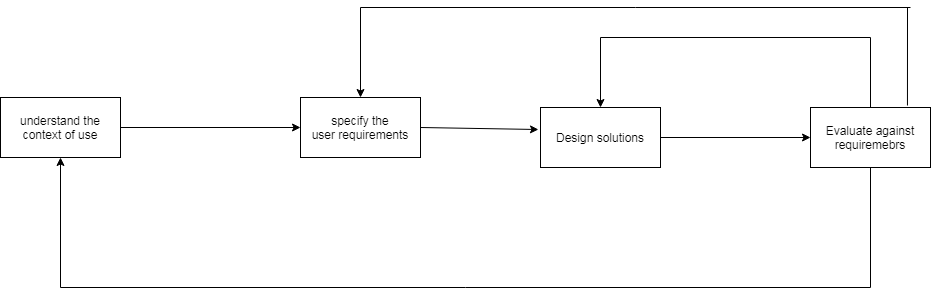 understand the
context of use
specify the
user requirements
Design solutions
Evaluate against
requiremebrs